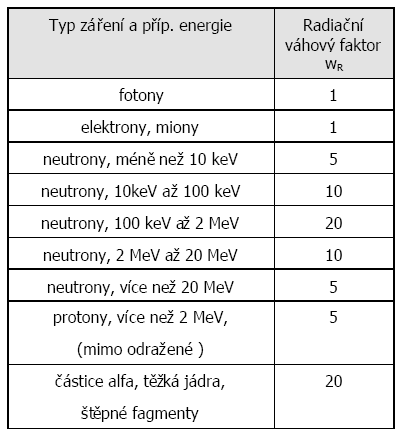 Typ záření a příp. energie Radiační
váhový faktor
wR
fotony 1
elektrony, miony 1
neutrony, méně než 10 keV 5
neutrony, 10keV až 100 keV 10
neutrony, 100 keV až 2 MeV 20
neutrony, 2 MeV až 20 MeV 10
neutrony, více než 20 MeV 5
protony, více než 2 MeV, 5
(mimo odražené )
částice alfa, těžká jádra, 20
štěpné fagmenty